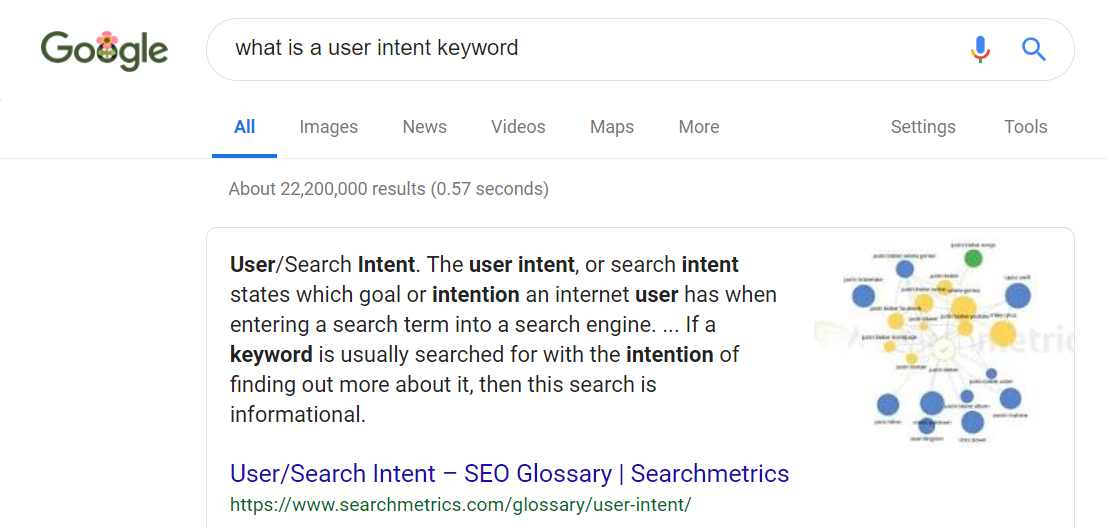 Google
what is a user intent keyword
All Images News Videos Maps More Settings Tools
About 22,200,000 results (0.57 seconds)
User/Search Intent. The user intent, or search intent
states which goal or intention an internet user has when
entering a search term into a search engine. ... If a
keyword is usually searched for with the intention of
finding out more about it, then this search is
informational.
User/Search Intent – SEO Glossary | Searchmetrics
https://www.searchmetrics.com/glossary/user-intent/
justin bieber songs